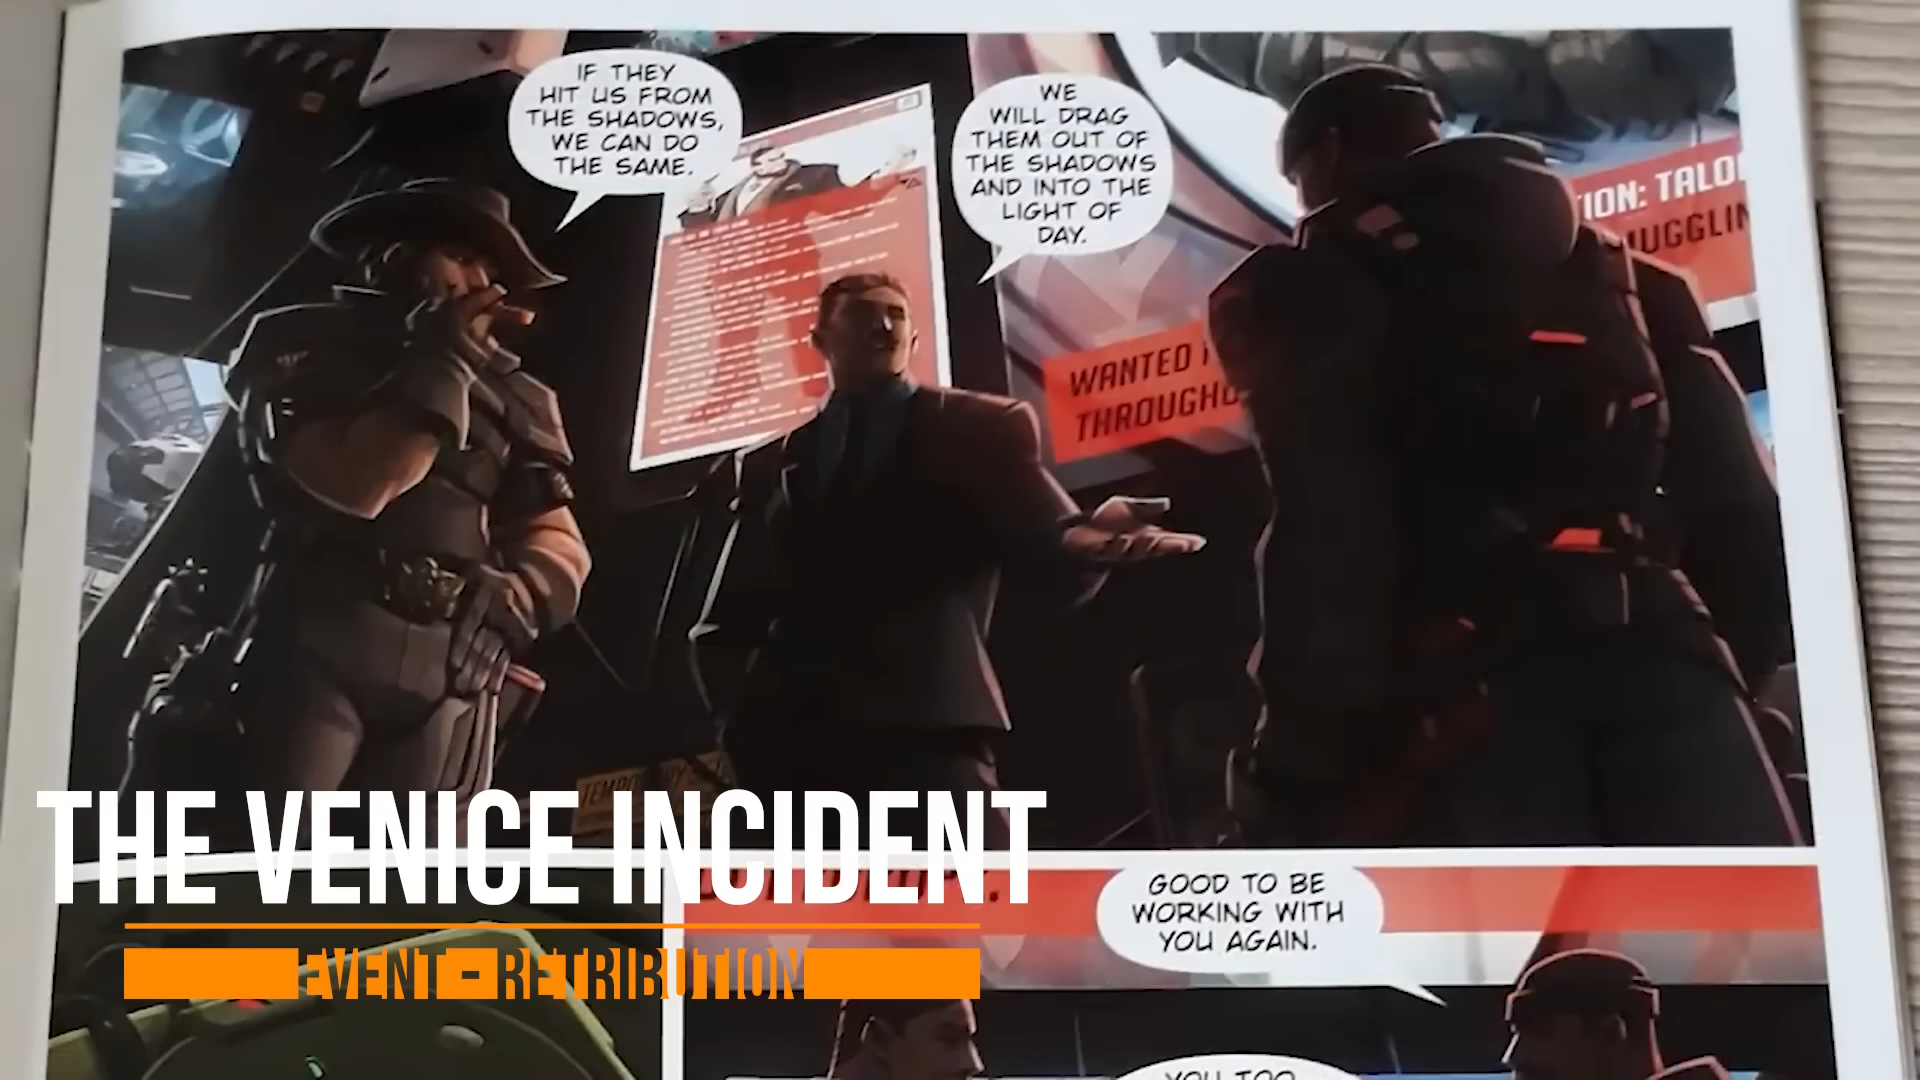 IF THEY
HIT US FROM
THE SHADOWS,
WE CAN DO
THE SAME.
WE
WILL DRAG
THEM OUT OF
THE SHADOWS
AND INTO THE
LIGHT OF
DAY.
ION: TALO
UGGLIN
WANTED
THROUGHO
THE VENICE INCIDENT
EVENT - RETRIBUTION
GOOD TO BE
WORKING WITH
YOU AGAIN.
YOU TOO